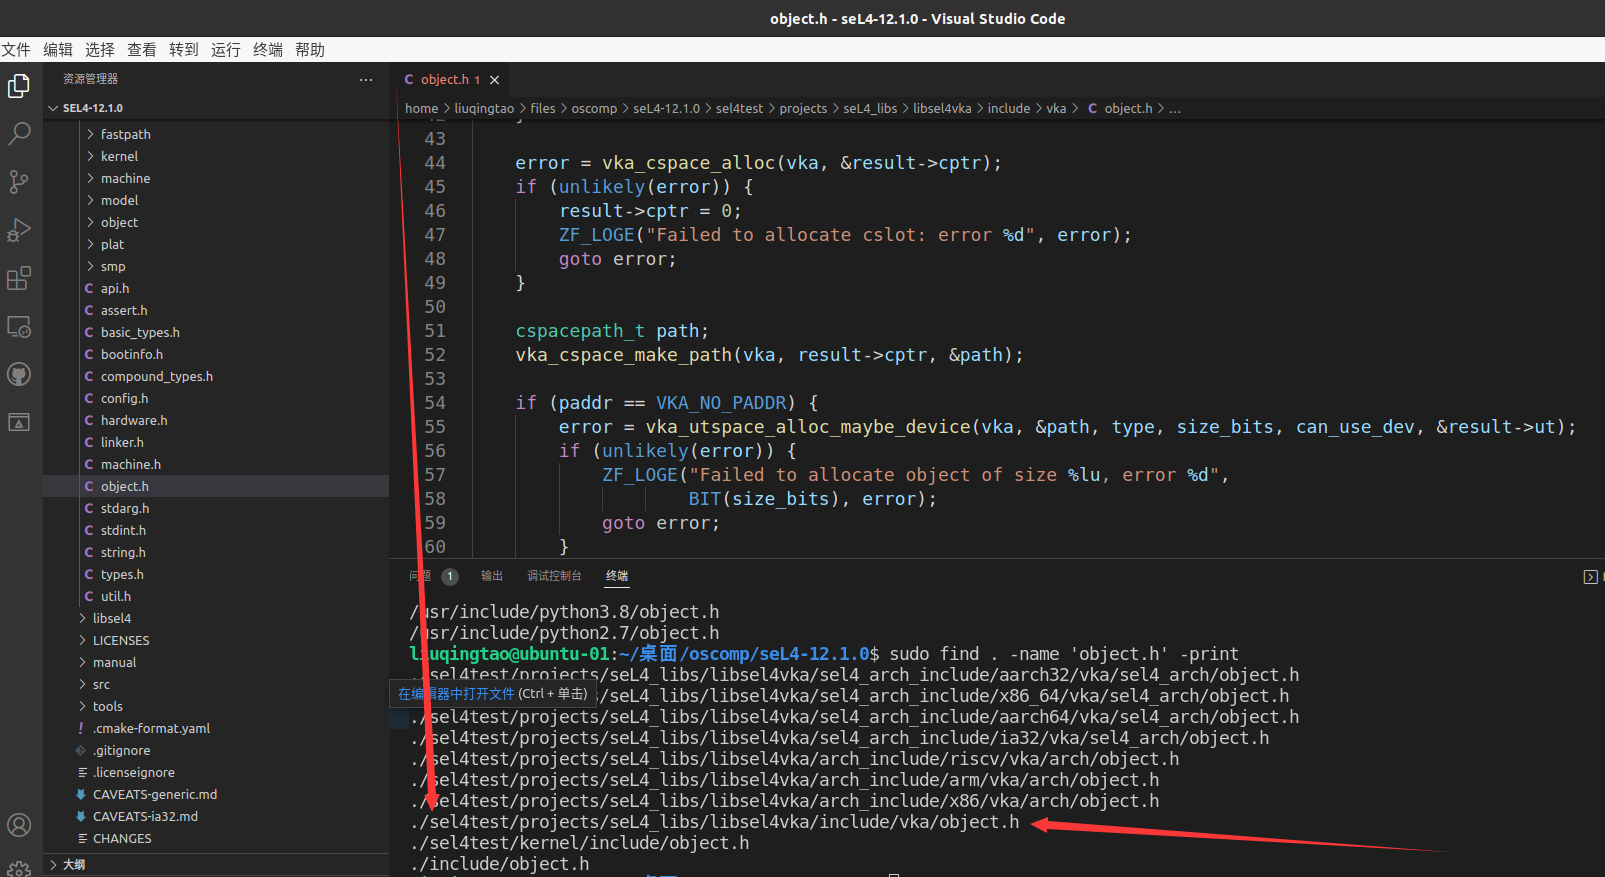 object.h - seL4-12.1.0 - Visual Studio Code
文件 编辑 选择 查看 转到 运行 终端 帮助
资源管理器 ...
SEL4-12.1.0
fastpath
kernel
machine
model
object
plat
smp
C api.h
C assert.h
C basic_types.h
C bootinfo.h
C compound_types.h
C config.h
C hardware.h
C linker.h
C machine.h
C object.h
C stdarg.h
C stdint.h
C string.h
C types.h
C util.h
libsel4
LICENSES
manual
src
tools
! .cmake-format.yaml
.gitignore
.licenseignore
CAVEATS-generic.md
CAVEATS-ia32.md
CHANGES
大纲
C object.h 1
home > liuqingtao > files > oscomp > seL4-12.1.0 > sel4test > projects > seL4_libs > libsel4vka > include > vka > C object.h > ...
43
44 error = vka_cspace_alloc(vka, &result->cptr);
45 if (unlikely(error)) {
46 result->cptr = 0;
47 ZF_LOGE("Failed to allocate cslot: error %d", error);
48 goto error;
49 }
50
51 cspacepath_t path;
52 vka_cspace_make_path(vka, result->cptr, &path);
53
54 if (paddr == VKA_NO_PADDR) {
55 error = vka_utspace_alloc_maybe_device(vka, &path, type, size_bits, can_use_dev, &result->ut);
56 if (unlikely(error)) {
57 ZF_LOGE("Failed to allocate object of size %lu, error %d",
58 BIT(size_bits), error);
59 goto error;
60 }
问题 1 输出 调试控制台 终端
/usr/include/python3.8/object.h
/usr/include/python2.7/object.h
liuqingtao@ubuntu-01:~/桌面/oscomp/seL4-12.1.0$ sudo find . -name 'object.h' -print
./sel4test/projects/seL4_libs/libsel4vka/sel4_arch_include/aarch32/vka/sel4_arch/object.h
在编辑器中打开文件 (Ctrl + 单击)
./sel4test/projects/seL4_libs/libsel4vka/sel4_arch_include/x86_64/vka/sel4_arch/object.h
./sel4test/projects/seL4_libs/libsel4vka/sel4_arch_include/aarch64/vka/sel4_arch/object.h
./sel4test/projects/seL4_libs/libsel4vka/sel4_arch_include/ia32/vka/sel4_arch/object.h
./sel4test/projects/seL4_libs/libsel4vka/arch_include/riscv/vka/arch/object.h
./sel4test/projects/seL4_libs/libsel4vka/arch_include/arm/vka/arch/object.h
./sel4test/projects/seL4_libs/libsel4vka/arch_include/x86/vka/arch/object.h
./sel4test/projects/seL4_libs/libsel4vka/include/vka/object.h
./sel4test/kernel/include/object.h
./include/object.h